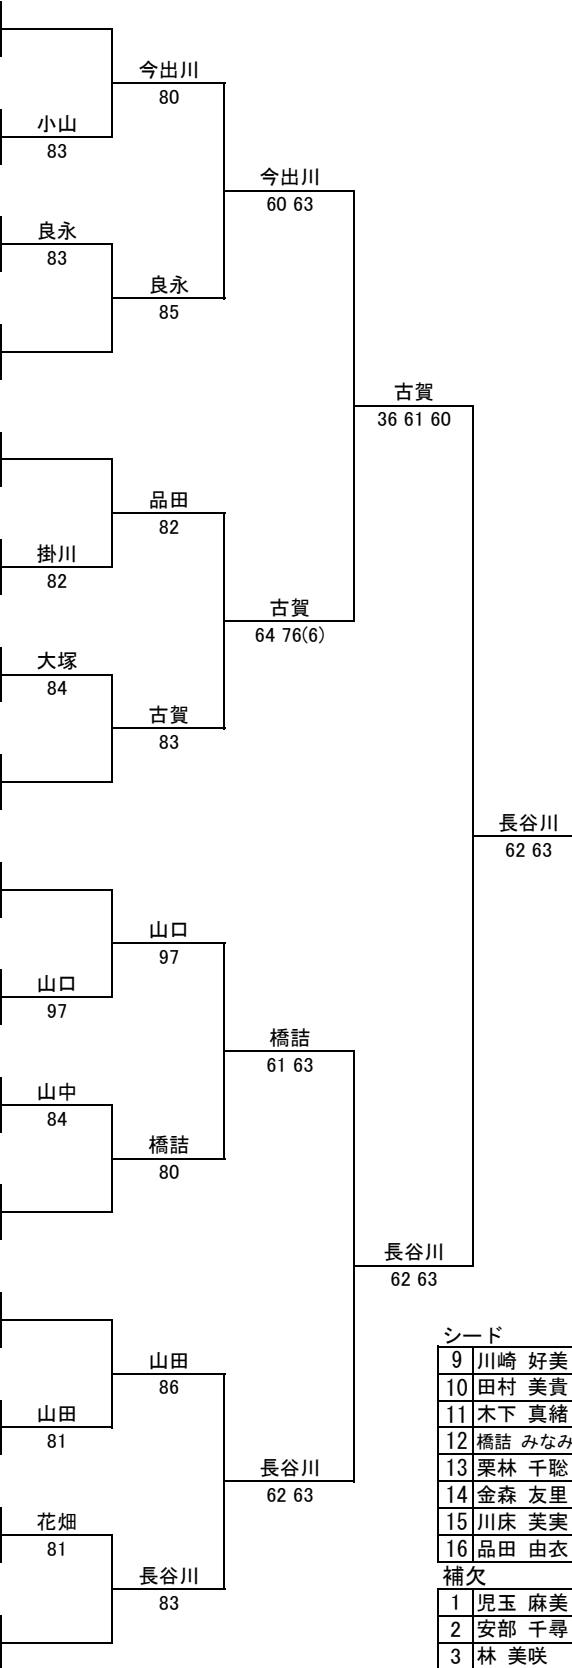 今出川
80
小山
83
今出川
60 63
良永
83
良永
85
古賀
36 61 60
品田
82
掛川
82
古賀
64 76(6)
大塚
84
古賀
83
長谷川
62 63
山口
97
山口
97
橋詰
61 63
山中
84
橋詰
80
長谷川
62 63
山田
86
山田
81
長谷川
62 63
花畑
81
長谷川
83
シード
9 川崎 好美
10 田村 美貴
11 木下 真緒
12 橋詰 みなみ
13 栗林 千聡
14 金森 友里
15 川床 芙実
16 品田 由衣
補欠
1 児玉 麻美
2 安部 千尋
3 林 美咲